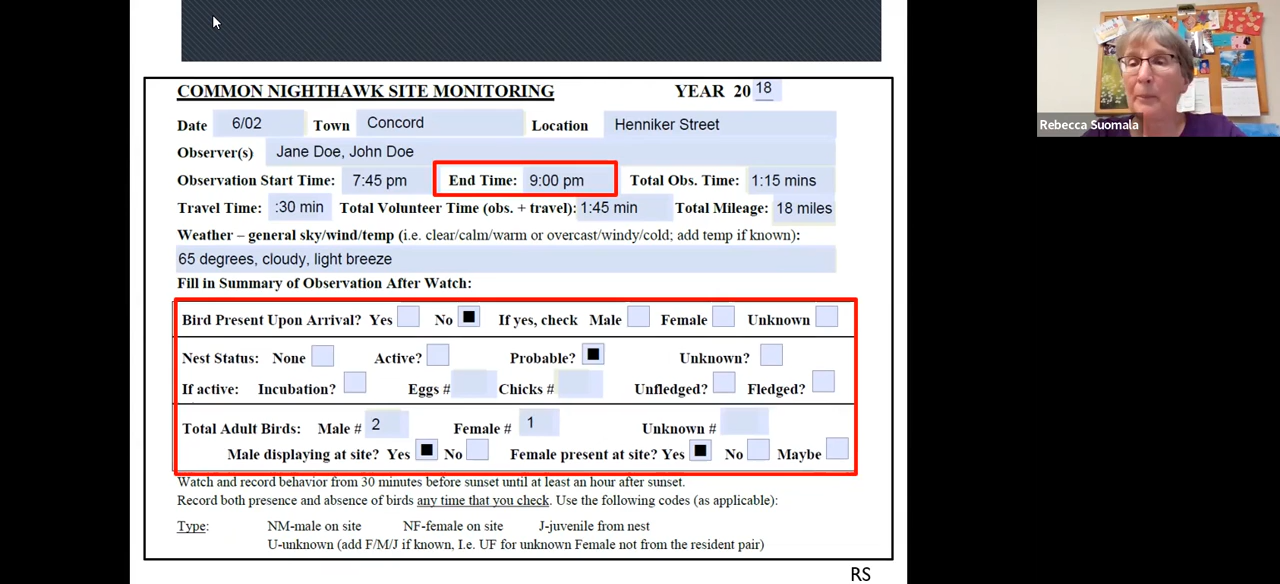 COMMON NIGHTHAWK SITE MONITORING YEAR 20 18
Date 6/02 Town Concord Location Henniker Street
Observer(s) Jane Doe, John Doe
Observation Start Time: 7:45 pm End Time: 9:00 pm Total Obs. Time: 1:15 mins
Travel Time: :30 min Total Volunteer Time (obs. + travel): 1:45 min Total Mileage: 18 miles
Weather – general sky/wind/temp (i.e. clear/calm/warm or overcast/windy/cold; add temp if known):
65 degrees, cloudy, light breeze
Fill in Summary of Observation After Watch:
Bird Present Upon Arrival? Yes No If yes, check Male Female Unknown
Nest Status: None Active? Probable? Unknown?
If active: Incubation? Eggs # Chicks # Unfledged? Fledged?
Total Adult Birds: Male # 2 Female # 1 Unknown #
Male displaying at site? Yes No Female present at site? Yes No Maybe
Watch and record behavior from 30 minutes before sunset until at least an hour after sunset.
Record both presence and absence of birds any time that you check. Use the following codes (as applicable):
Type: NM-male on site NF-female on site J-juvenile from nest
U-unknown (add F/M/J if known, I.e. UF for unknown Female not from the resident pair)
RS
Rebecca Suomala